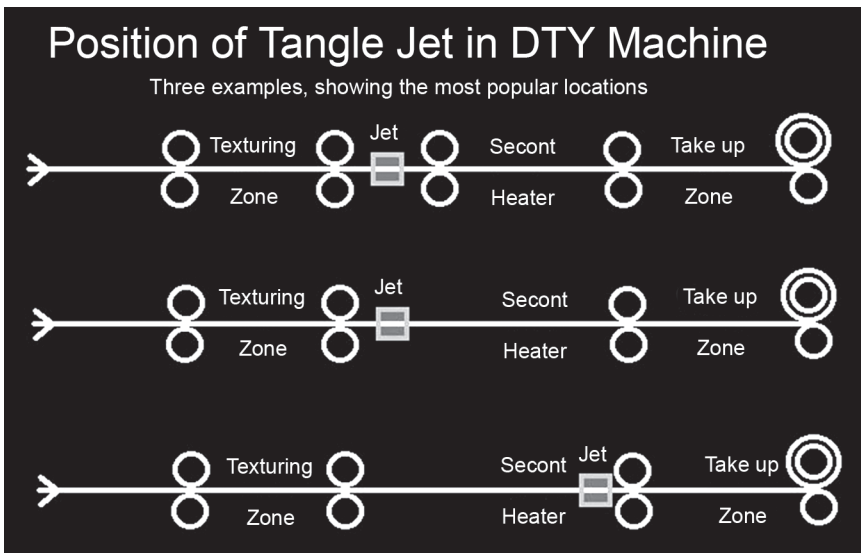 Position of Tangle Jet in DTY Machine
Three examples, showing the most popular locations
Texturing Jet Secont Take up
Zone Heater Zone
Texturing Jet Secont Take up
Zone Heater Zone
Texturing Secont Jet Take up
Zone Heater Zone